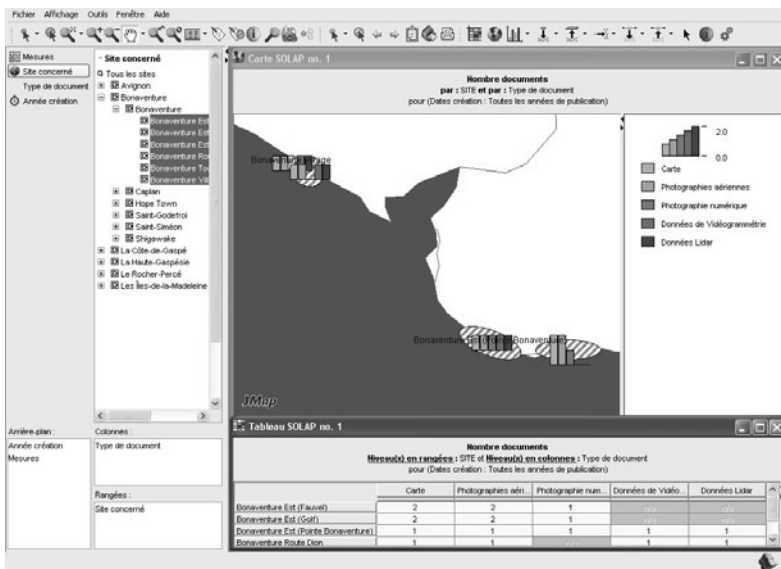 Fichier Affichage Outils Fenêtre Aide
Mesures
Site concerné
Type de document
Année création
Site concerné
Tous les sites
Avignon
Bonaventure
Bonaventure
Bonaventure Est
Bonaventure Est
Bonaventure Est
Bonaventure Ro
Bonaventure To
Bonaventure Vill
Caplan
Hope Town
Saint-Godefroi
Saint-Siméon
Shigawake
La Côte-de-Gaspé
La Haute-Gaspésie
Le Rocher-Percé
Les Îles-de-la-Madeleine
Arrière-plan :
Année création
Mesures
Colonnes :
Type de document
Rangées :
Site concerné
Carte SOLAP no. 1
Nombre documents
par : SITE et par : Type de document
pour (Dates création : Toutes les années de publication)
Bonaventure
Bonaventure Est (Pointe Bonaventure)
JMap
2.0
0.0
Carte
Photographies aériennes
Photographie numérique
Données de Vidéogrammétrie
Données Lidar
Tableau SOLAP no. 1
Nombre documents
Niveau(x) en rangées : SITE et Niveau(x) en colonnes : Type de document
pour (Dates création : Toutes les années de publication)
Carte Photographies aéri... Photographie num... Données de Vidéo... Données Lidar
Bonaventure Est (Fauvel) 2 2 1 n/a n/a
Bonaventure Est (Golf) 2 2 1 n/a n/a
Bonaventure Est (Pointe Bonaventure) 1 1 1 1 1
Bonaventure Route Dion 1 1 n/a 1 1